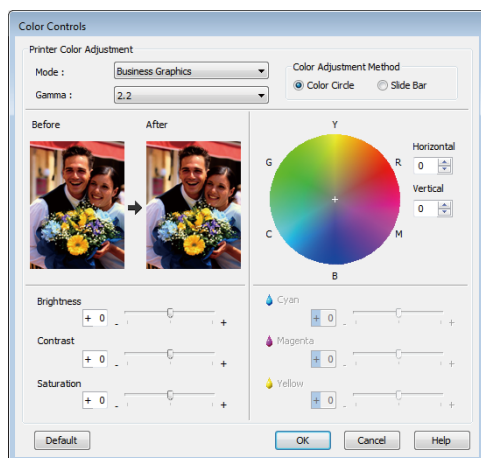 Color Controls
Printer Color Adjustment
Mode : Business Graphics
Gamma : 2.2
Color Adjustment Method
Color Circle Slide Bar
Before After
Y
G R
C M
B
Horizontal
0
Vertical
0
Brightness
+ 0 - +
Contrast
+ 0 - +
Saturation
+ 0 - +
Cyan
+ 0 - +
Magenta
+ 0 - +
Yellow
+ 0 - +
Default OK Cancel Help